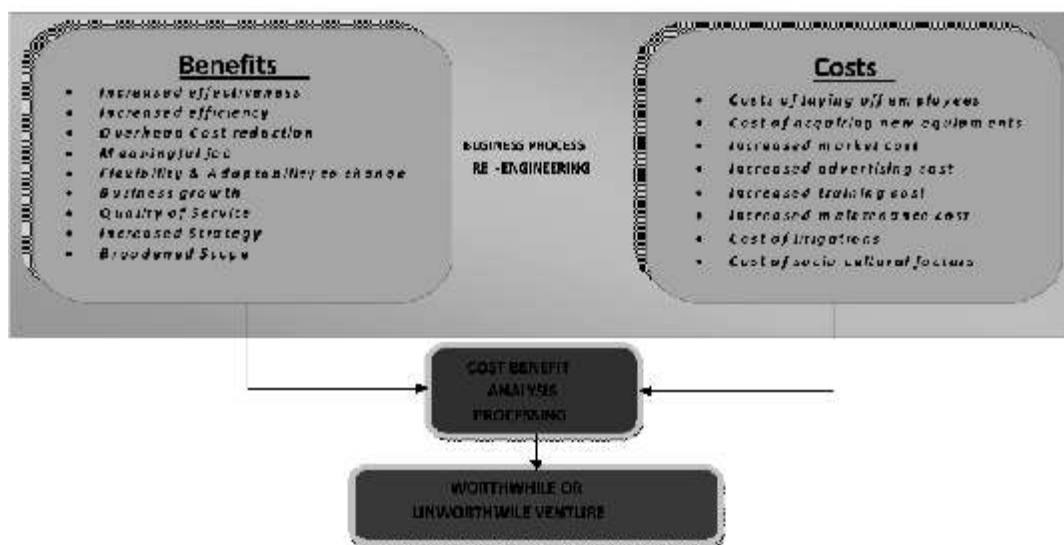 Benefits
• Increased effectiveness
• Increased efficiency
• Overhead Cost reduction
• Meaningful job
• Flexibility & Adaptability to change
• Business growth
• Quality of Service
• Increased Strategy
• Broadened Scope
BUSINESS PROCESS
RE -ENGINEERING
Costs
• Costs of laying off employees
• Cost of acquiring new equipments
• Increased market cost
• Increased advertising cost
• Increased training cost
• Increased maintenance cost
• Cost of litigations
• Cost of socio cultural factors
COST BENEFIT
ANALYSIS
PROCESSING
WORTHWHILE OR
UNWORTHWILE VENTURE